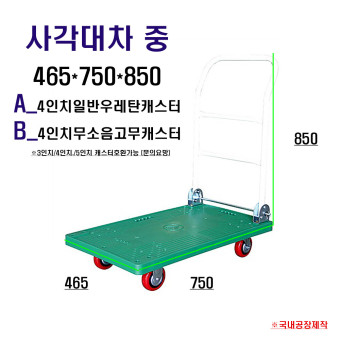 사각대차 중
465*750*850
A_4인치일반우레탄캐스터
B_4인치무소음고무캐스터
※3인치/4인치/5인치 캐스터호환가능 (문의요망)
850
465
750
※국내공장제작